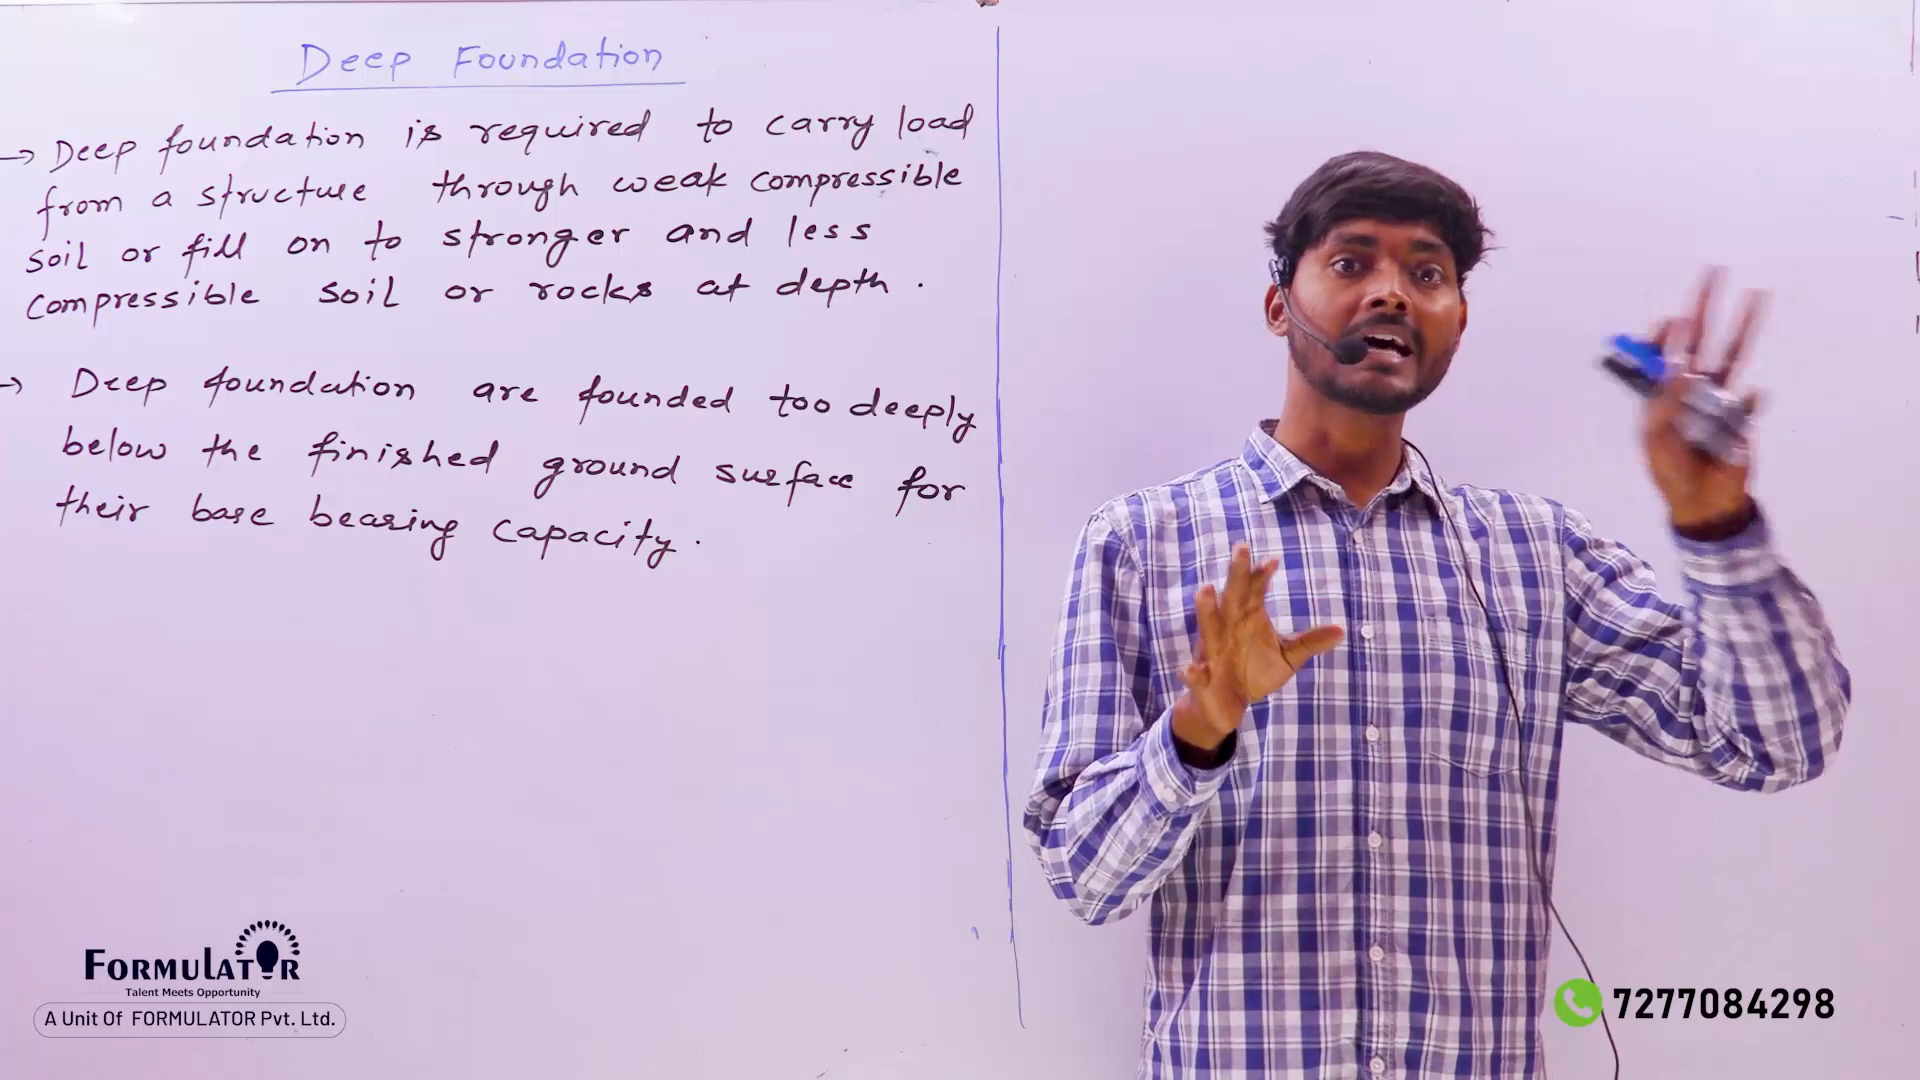 Deep Foundation
→ Deep foundation is required to carry load
from a structure through weak compressible
soil or fill on to stronger and less
compressible soil or rocks at depth.
→ Deep foundation are founded too deeply
below the finished ground surface for
their base bearing capacity.
FORMULATOR
Talent Meets Opportunity
A Unit Of FORMULATOR Pvt. Ltd.
7277084298